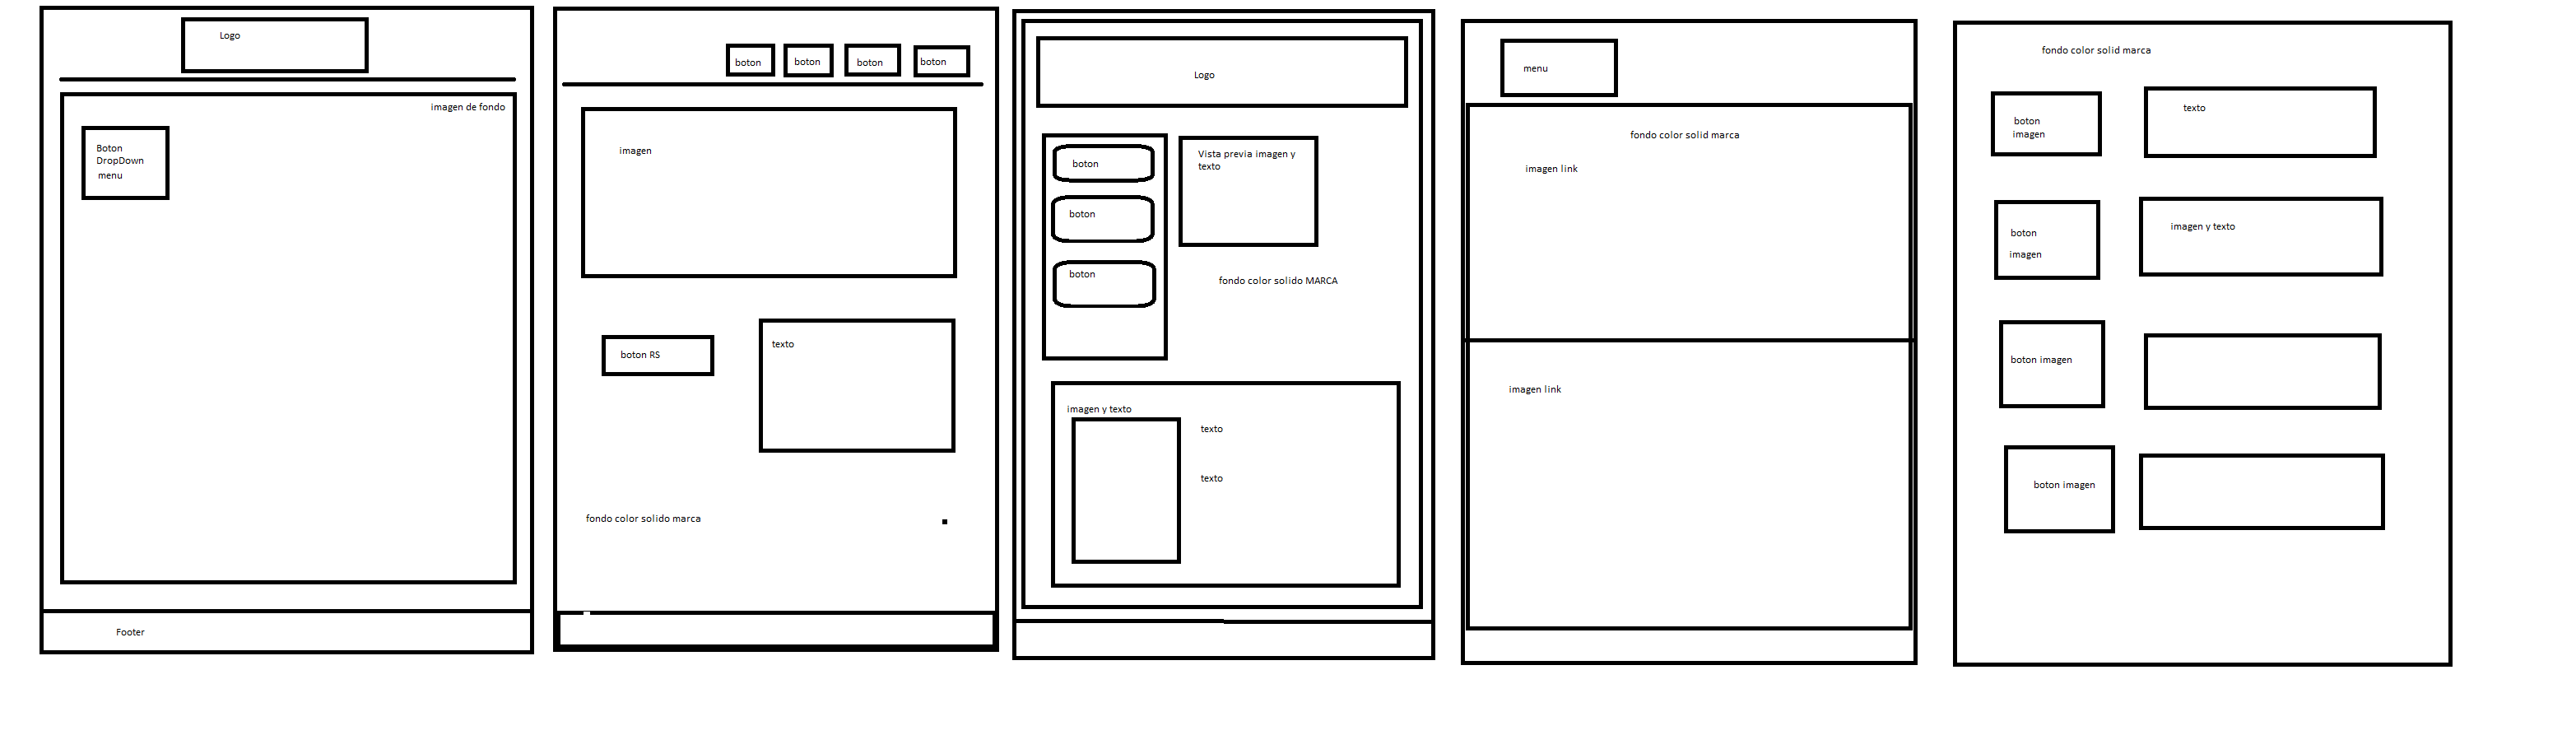 Logo
imagen de fondo
Boton
DropDown
menu
Footer
boton
boton
boton
boton
imagen
boton RS
texto
fondo color solido marca
Logo
boton
boton
boton
Vista previa imagen y
texto
fondo color solido MARCA
imagen y texto
texto
texto
menu
fondo color solid marca
imagen link
imagen link
fondo color solid marca
boton
imagen
texto
boton
imagen
imagen y texto
boton imagen
boton imagen